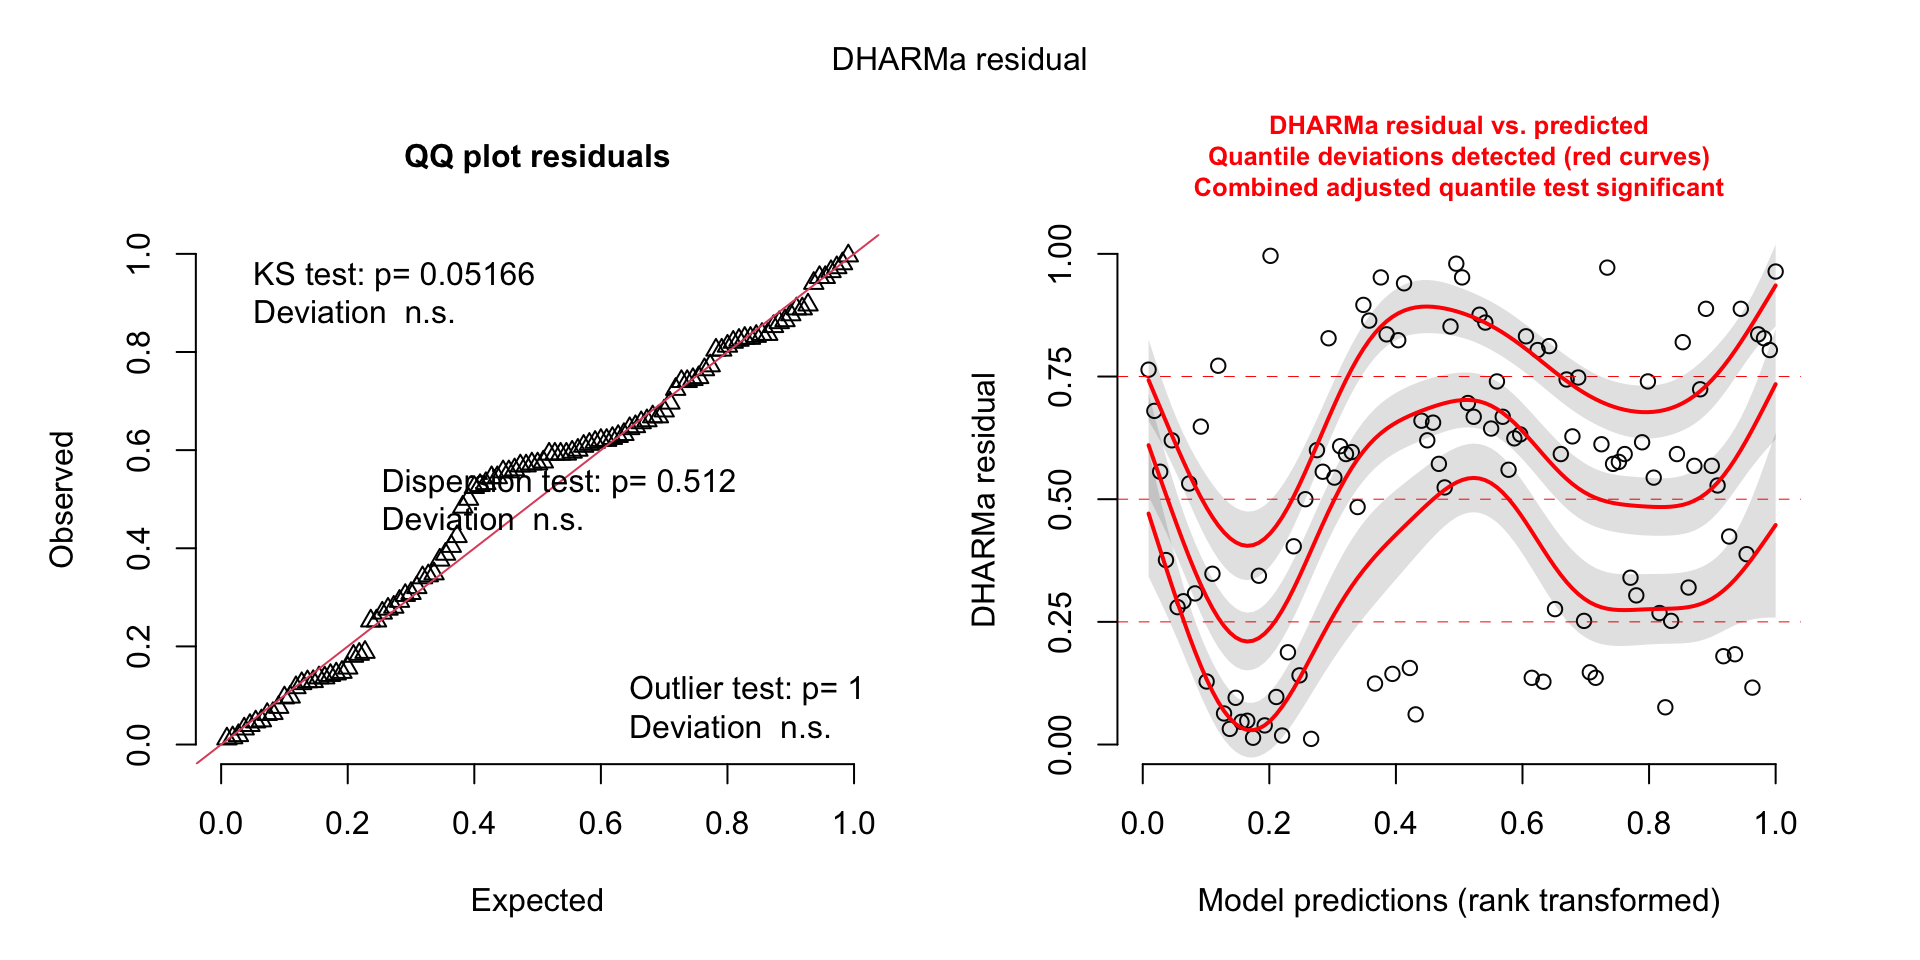 DHARMa residual
QQ plot residuals
KS test: p= 0.05166
Deviation  n.s.
Dispersion test: p= 0.512
Deviation  n.s.
Outlier test: p= 1
Deviation  n.s.
Observed
0.0 0.2 0.4 0.6 0.8 1.0
0.0 0.2 0.4 0.6 0.8 1.0
Expected
DHARMa residual vs. predicted
Quantile deviations detected (red curves)
Combined adjusted quantile test significant
DHARMa residual
0.00 0.25 0.50 0.75 1.00
0.0 0.2 0.4 0.6 0.8 1.0
Model predictions (rank transformed)